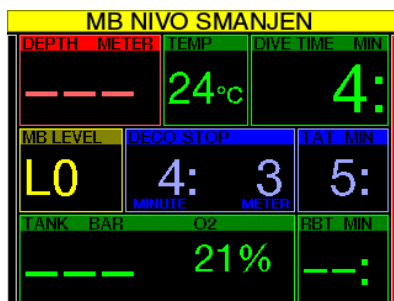 MB NIVO SMANJEN
DEPTH METER TEMP DIVE TIME MIN
--- 24°C 4:
MB LEVEL DECO STOP TAT MIN
L0 4: 3 5:
MINUTE METER
TANK BAR O2 RBT MIN
--- 21% --: